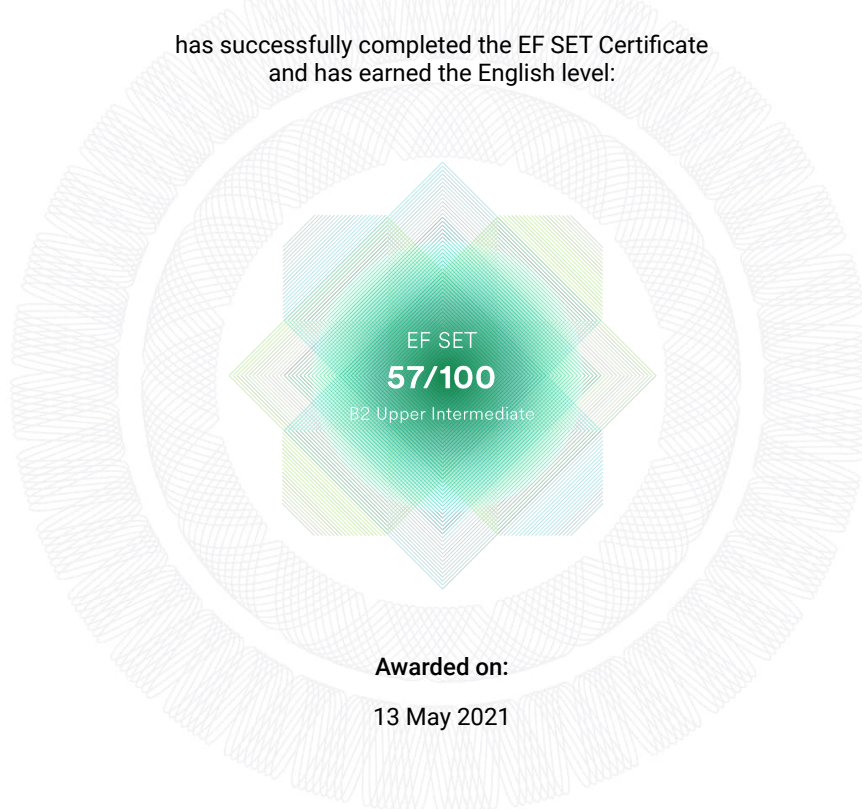 has successfully completed the EF SET Certificate
and has earned the English level:
EF SET
57/100
B2 Upper Intermediate
Awarded on:
13 May 2021